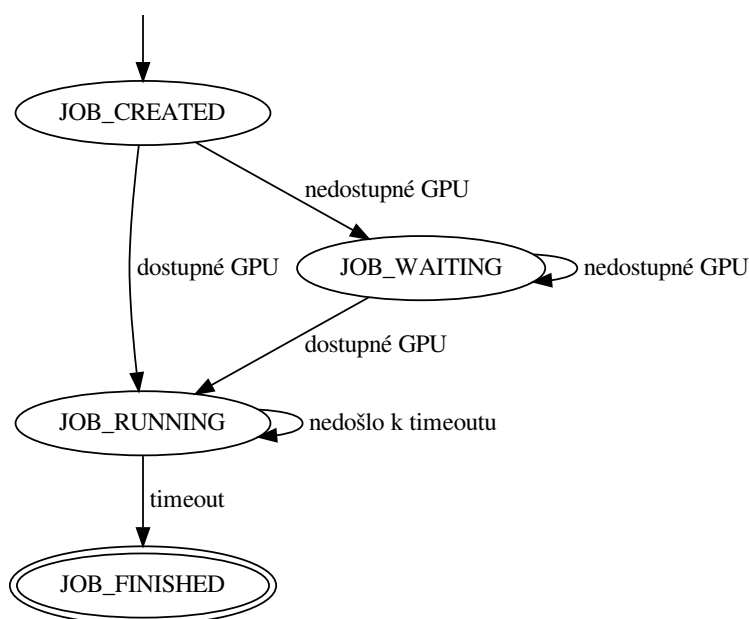 JOB_CREATED
nedostupné GPU
dostupné GPU
JOB_WAITING
nedostupné GPU
dostupné GPU
JOB_RUNNING
nedošlo k timeoutu
timeout
JOB_FINISHED